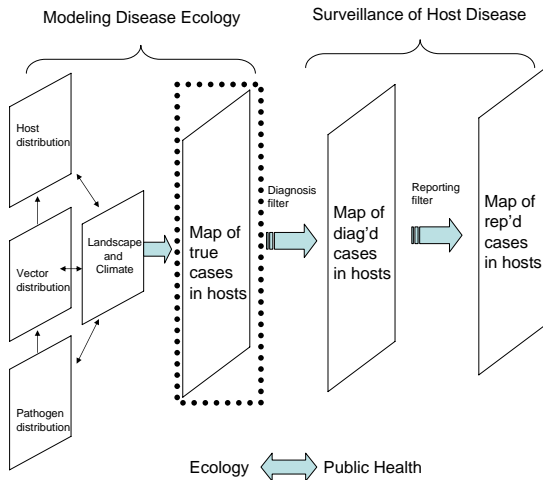 Modeling Disease Ecology
Surveillance of Host Disease
Host
distribution
Vector
distribution
Pathogen
distribution
Landscape
and
Climate
Map of
true
cases
in hosts
Diagnosis
filter
Map of
diag'd
cases
in hosts
Reporting
filter
Map of
rep'd
cases
in hosts
Ecology
Public Health